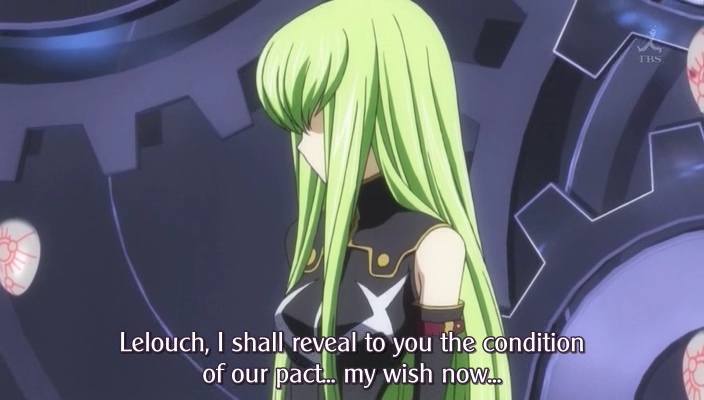 TBS
Lelouch, I shall reveal to you the condition
of our pact... my wish now...